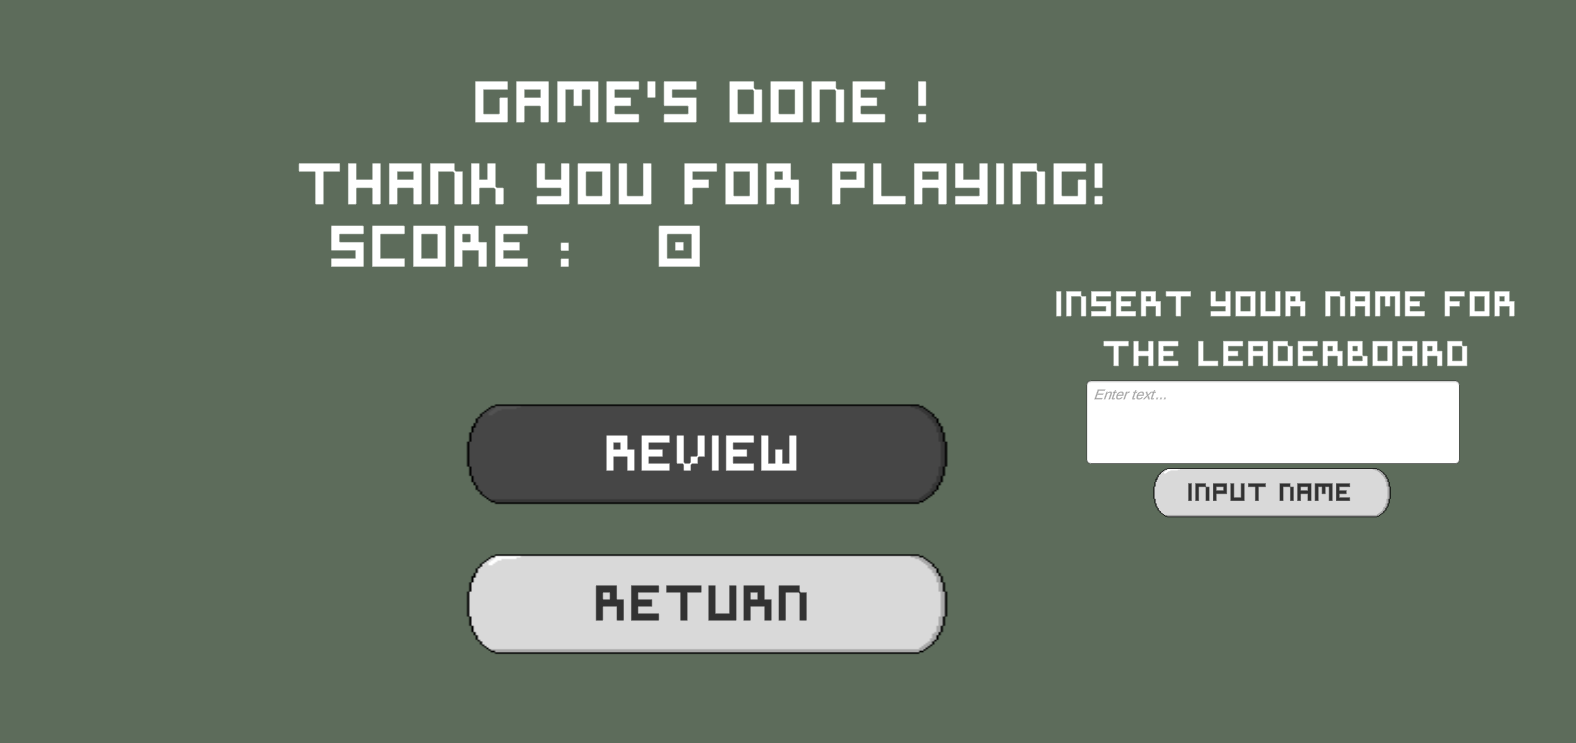 GAME'S DONE !
THANK YOU FOR PLAYING!
SCORE : 0
INSERT YOUR NAME FOR
THE LEADERBOARD
Enter text...
INPUT NAME
REVIEW
RETURN